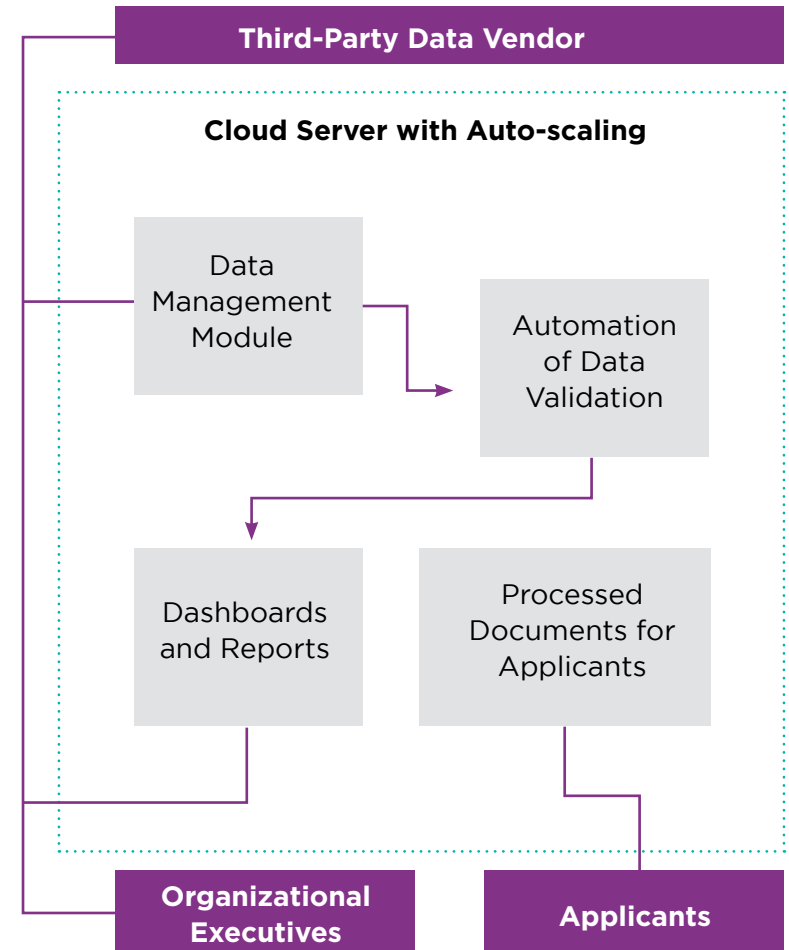 Third-Party Data Vendor
Cloud Server with Auto-scaling
Data
Management
Module
Automation
of Data
Validation
Dashboards
and Reports
Processed
Documents for
Applicants
Organizational
Executives
Applicants